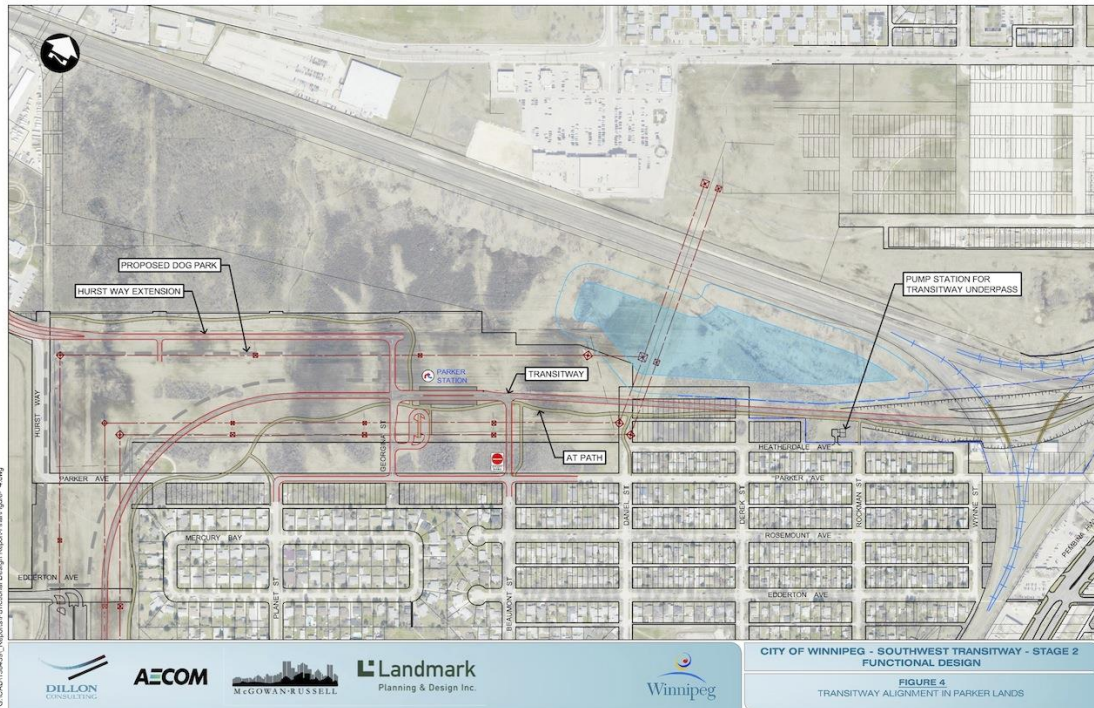 PROPOSED DOG PARK
HURST WAY EXTENSION
PUMP STATION FOR
TRANSITWAY UNDERPASS
PARKER
STATION
TRANSITWAY
HURST WAY
GEORGINA ST
AT PATH
HEATHERDALE AVE
PARKER AVE
PARKER AVE
DANIEL ST
DEREK ST
ROCKMAN ST
WYNNE ST
MERCURY BAY
ROSEMOUNT AVE
EDGERTON AVE
PLANET ST
BEAUMONT ST
EDDERTON AVE
DILLON
CONSULTING
AECOM
McGOWAN·RUSSELL
Landmark
Planning & Design Inc.
Winnipeg
CITY OF WINNIPEG - SOUTHWEST TRANSITWAY - STAGE 2
FUNCTIONAL DESIGN
FIGURE 4
TRANSITWAY ALIGNMENT IN PARKER LANDS